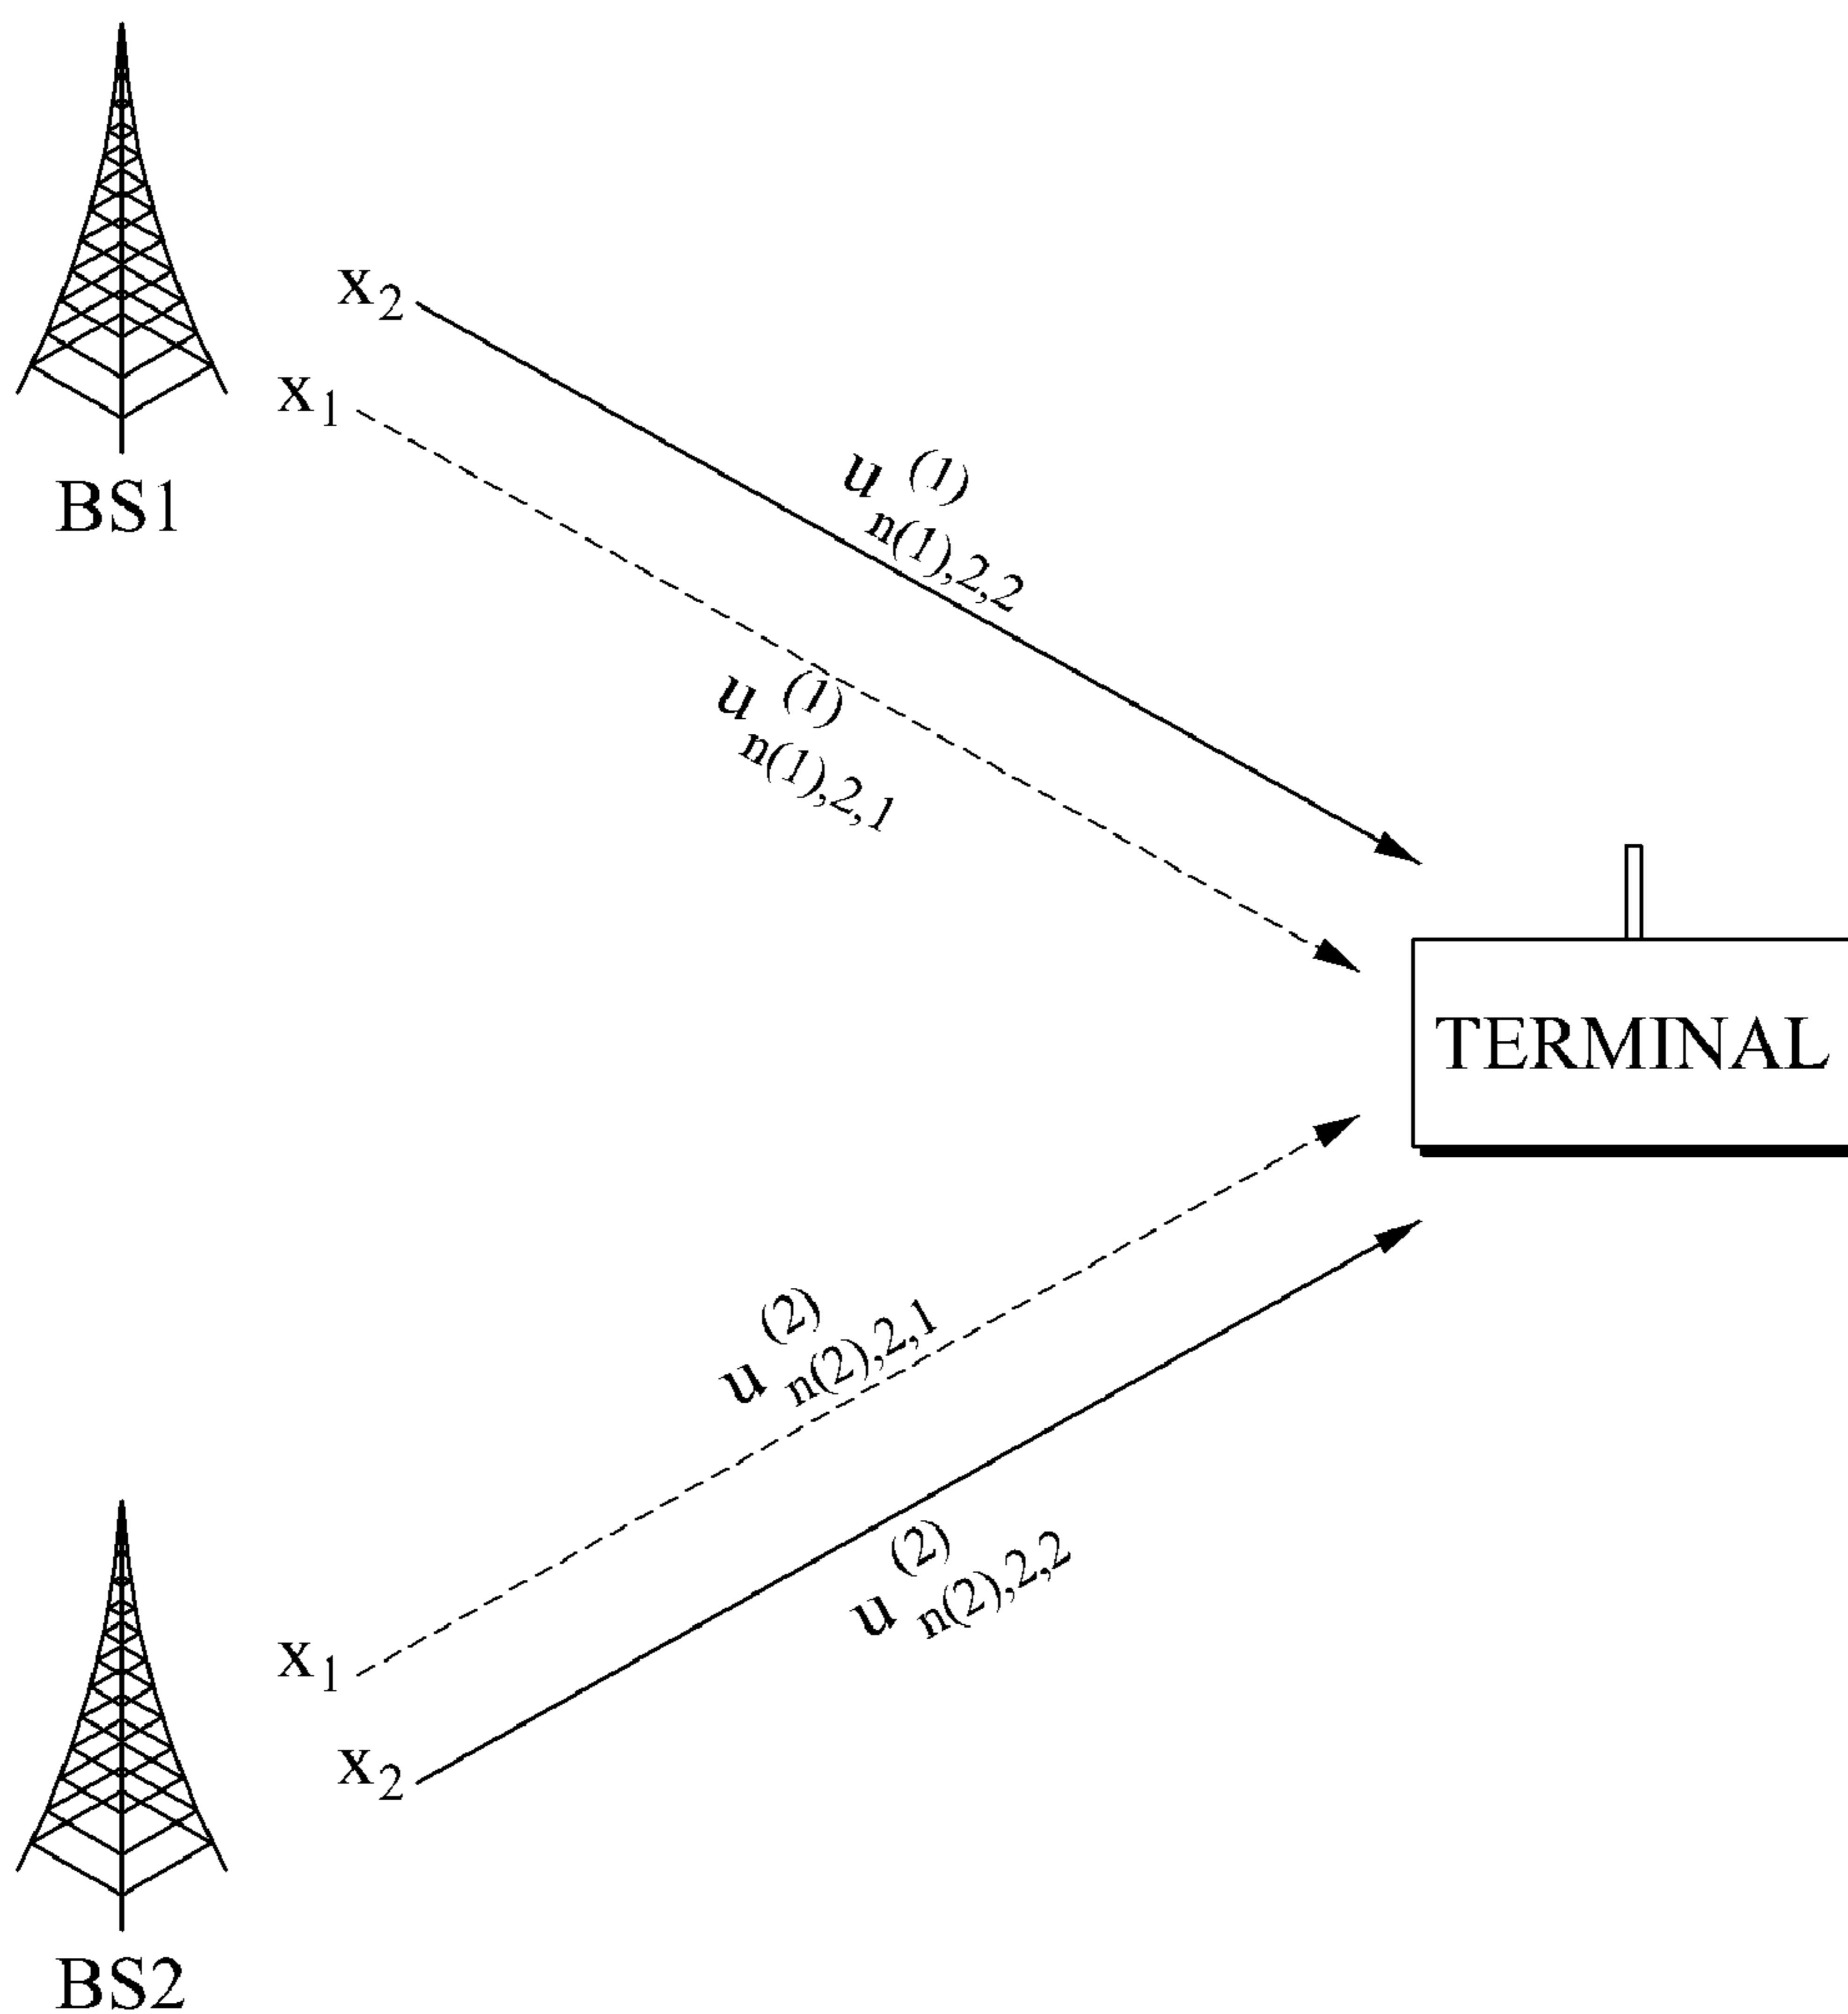 x₂
x₁
BS1
u⁽¹⁾ₙ₍₁₎,₂,₂
u⁽¹⁾ₙ₍₁₎,₂,₁
TERMINAL
u⁽²⁾ₙ₍₂₎,₂,₁
u⁽²⁾ₙ₍₂₎,₂,₂
x₁
x₂
BS2